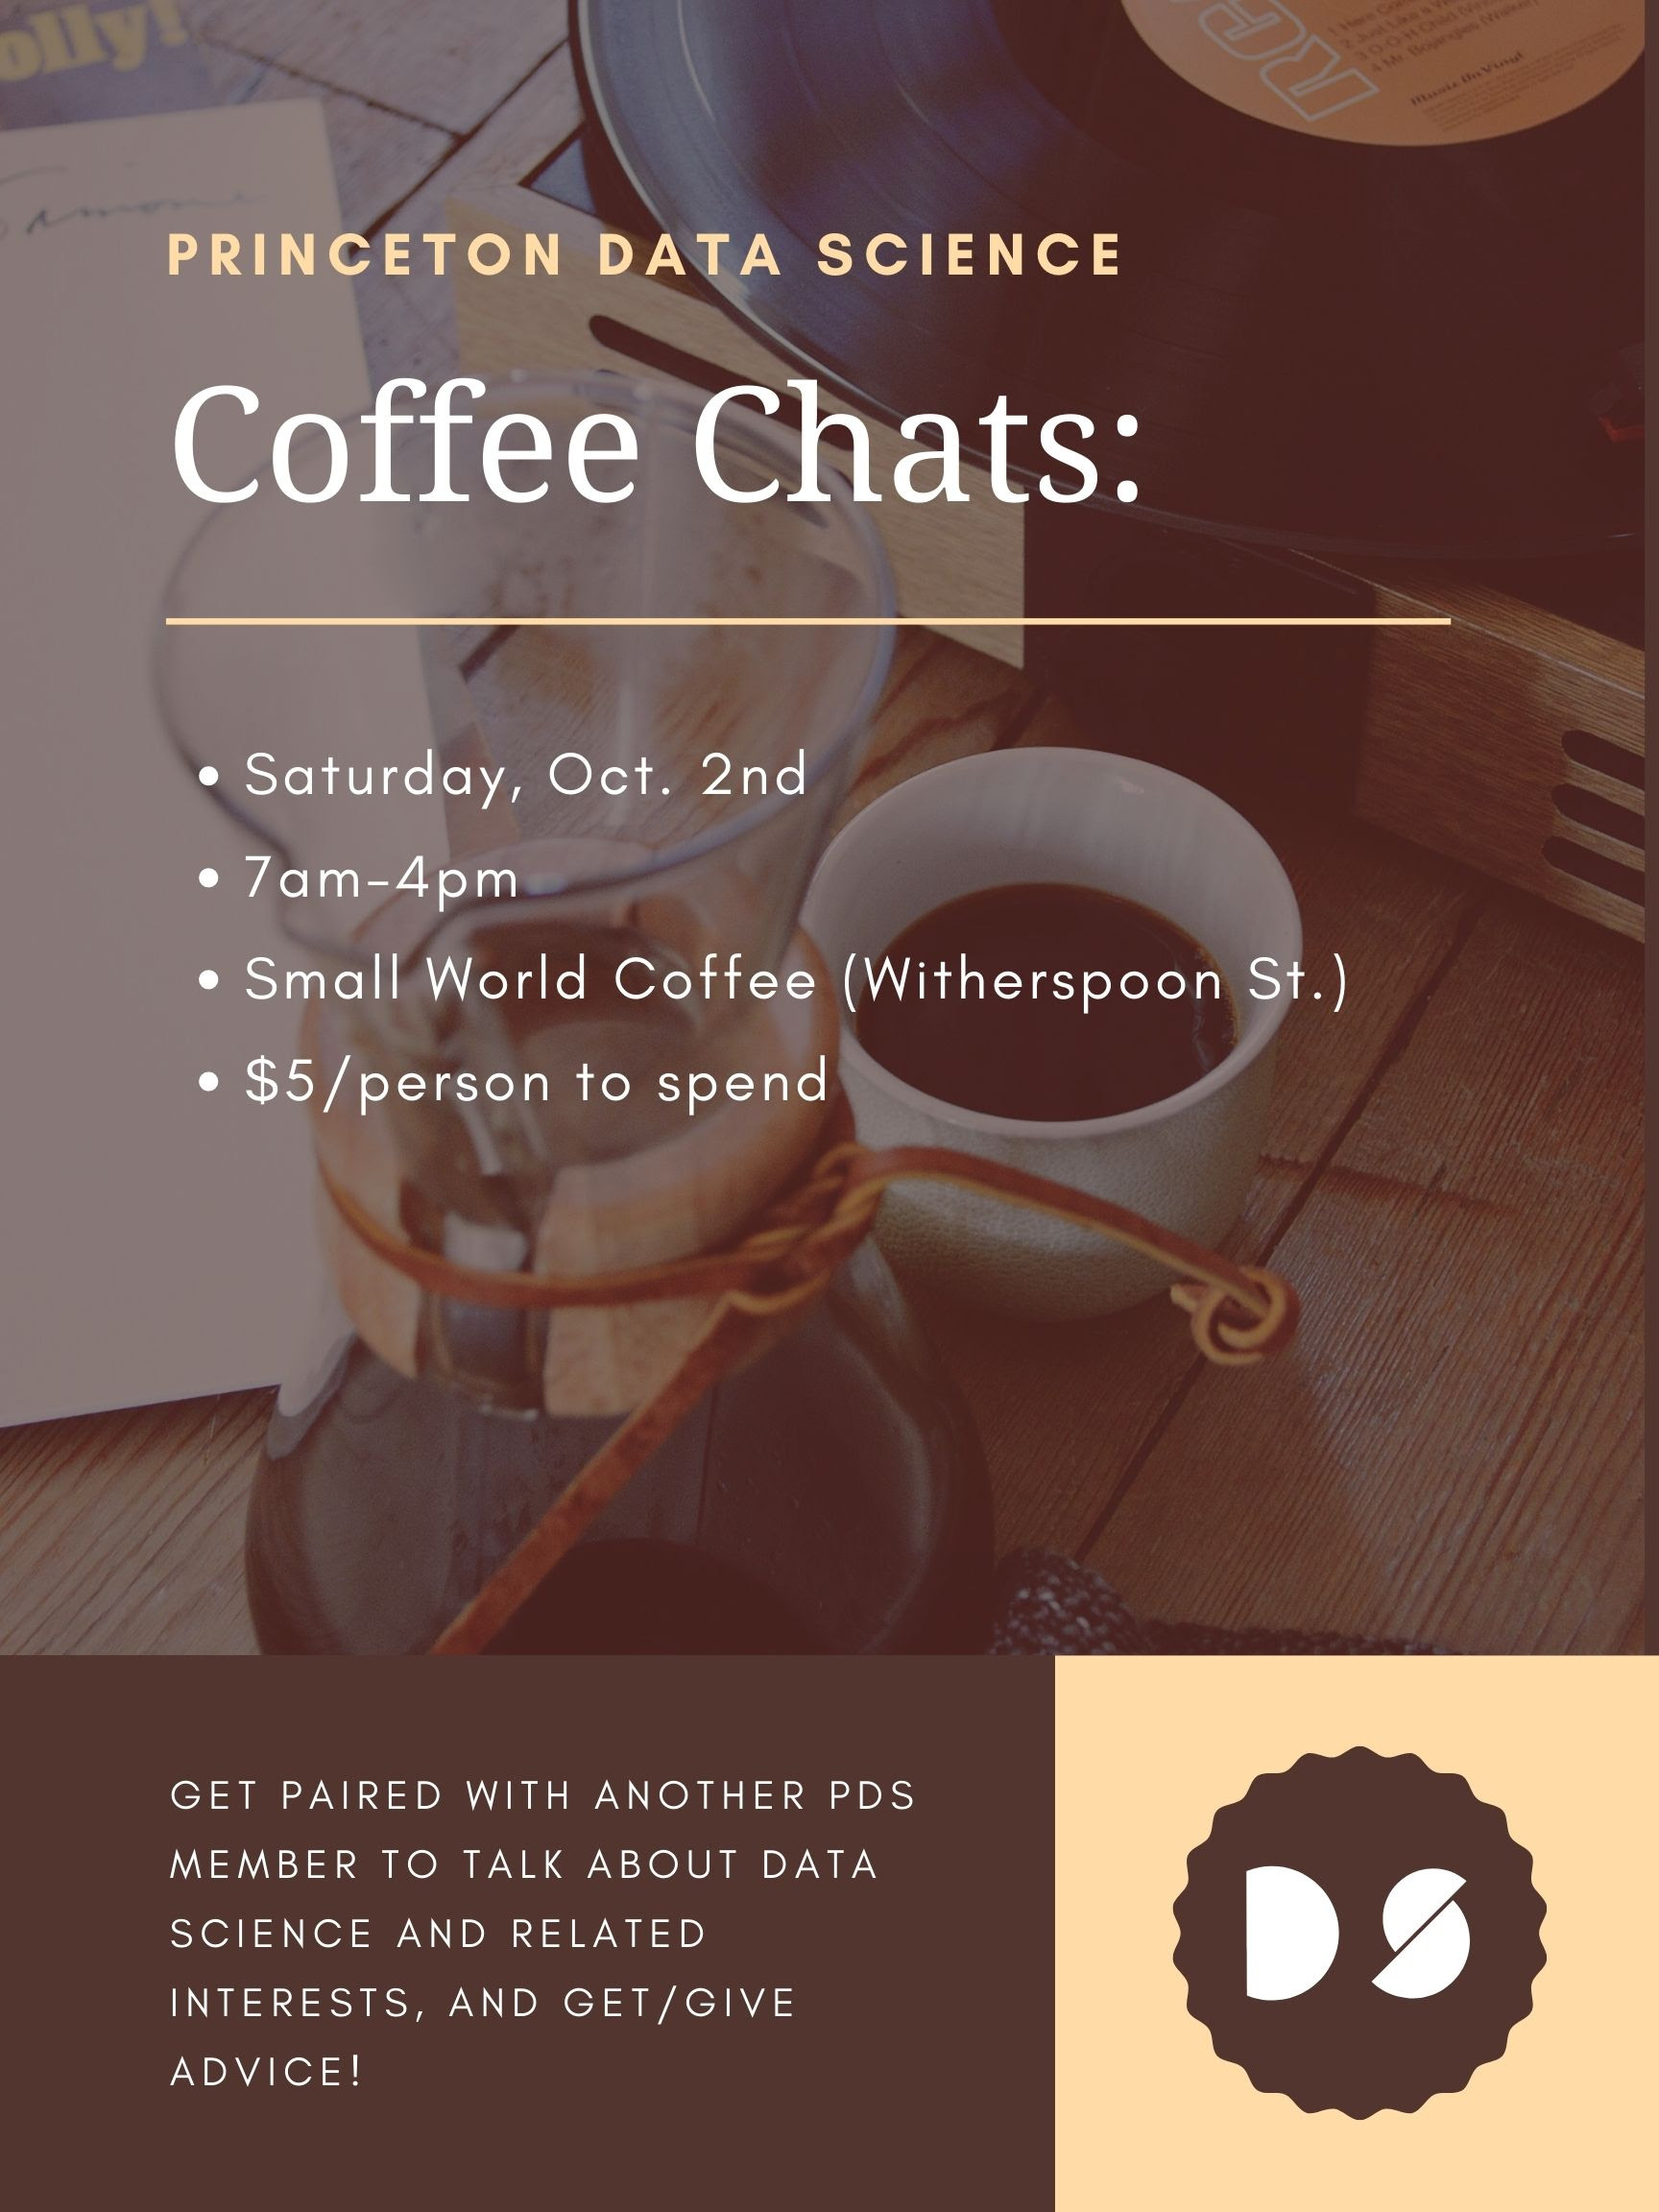 olly!
RCA
PRINCETON DATA SCIENCE
Coffee Chats:
• Saturday, Oct. 2nd
• 7am-4pm
• Small World Coffee (Witherspoon St.)
• $5/person to spend
GET PAIRED WITH ANOTHER PDS
MEMBER TO TALK ABOUT DATA
SCIENCE AND RELATED
INTERESTS, AND GET/GIVE
ADVICE!
DS